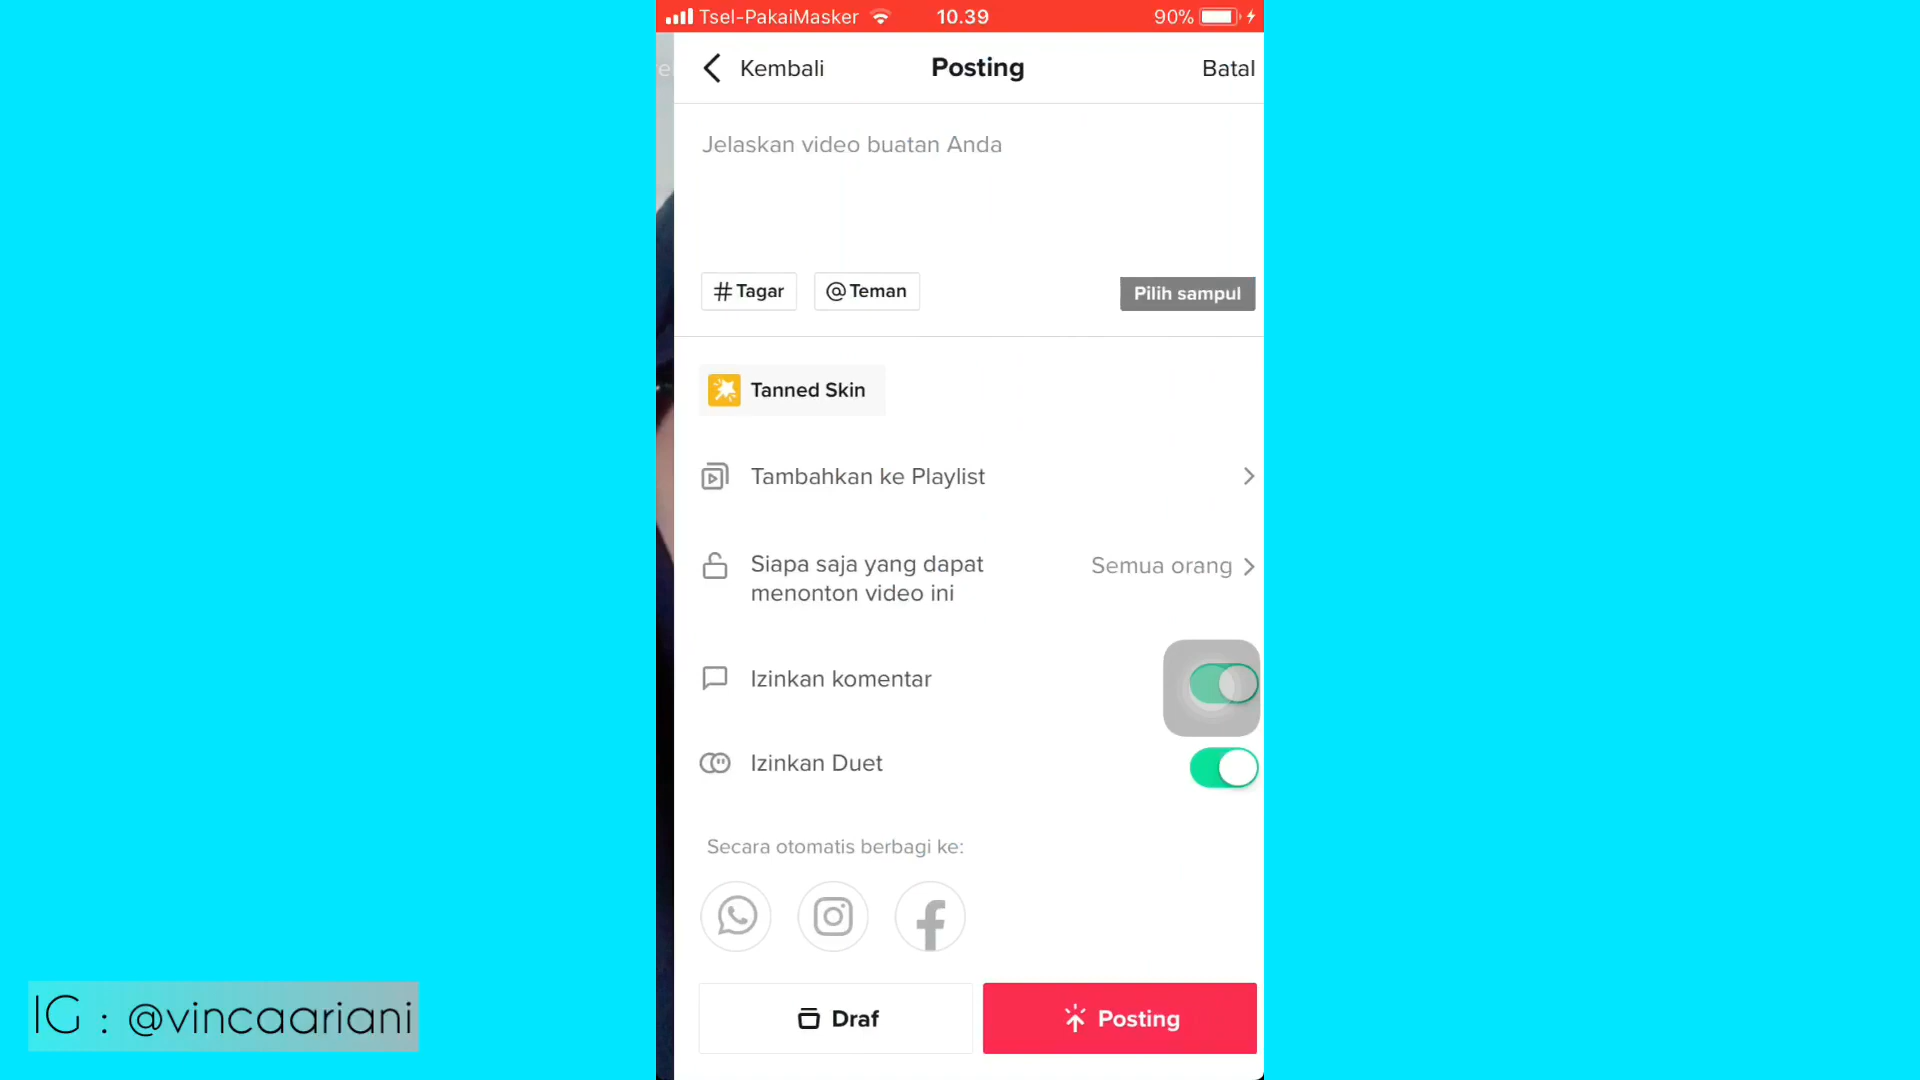 Tsel-PakaiMasker 10.39 90%
Kembali Posting Batal
Jelaskan video buatan Anda
# Tagar @ Teman Pilih sampul
Tanned Skin
Tambahkan ke Playlist
Siapa saja yang dapat menonton video ini Semua orang
Izinkan komentar
Izinkan Duet
Secara otomatis berbagi ke:
Draf Posting
IG : @vincaariani